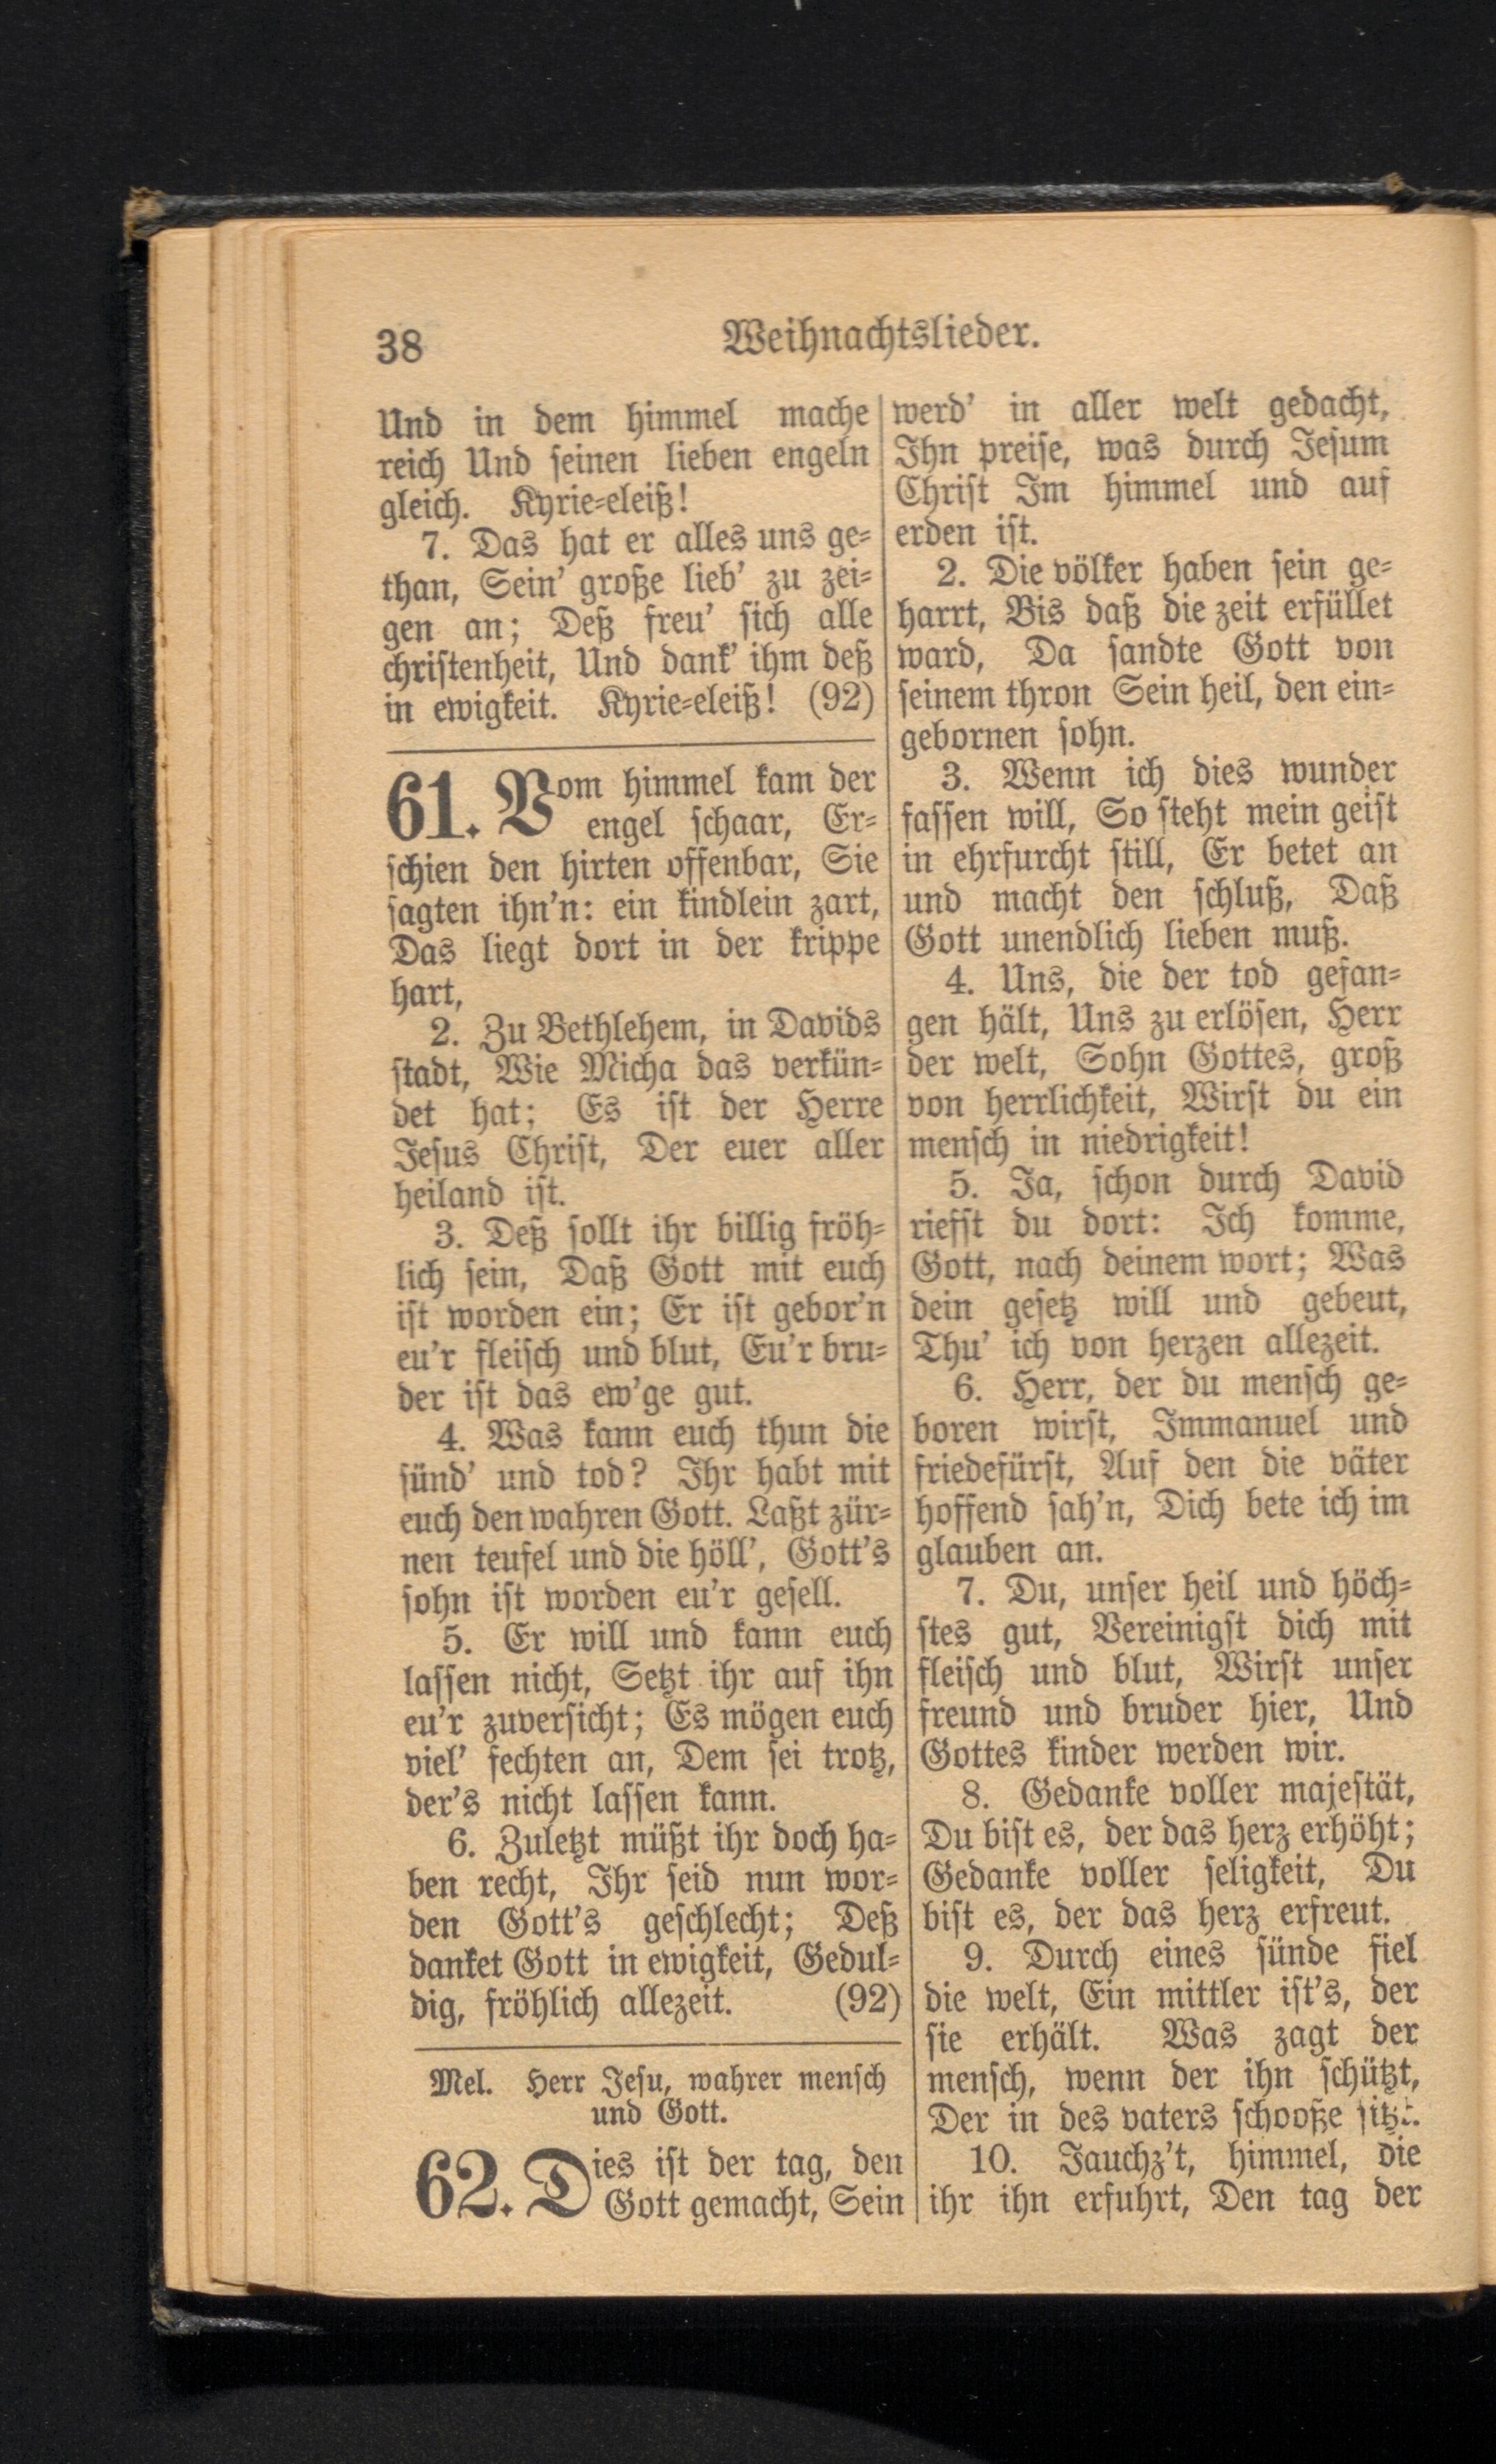 38
Weihnachtslieder.
Und in dem himmel mache
reich Und seinen lieben engeln
gleich. Kyrie-eleiß!
7. Das hat er alles uns ge-
than, Sein' große lieb' zu zei-
gen an; Deß freu' sich alle
christenheit, Und dank' ihm deß
in ewigkeit. Kyrie-eleiß! (92)
61. Vom himmel kam der
engel schaar, Er-
schien den hirten offenbar, Sie
sagten ihn'n: ein kindlein zart,
Das liegt dort in der krippe
hart,
2. Zu Bethlehem, in Davids
stadt, Wie Micha das verkün-
det hat; Es ist der Herre
Jesus Christ, Der euer aller
heiland ist.
3. Deß sollt ihr billig fröh-
lich sein, Daß Gott mit euch
ist worden ein; Er ist gebor'n
eu'r fleisch und blut, Eu'r bru-
der ist das ew'ge gut.
4. Was kann euch thun die
sünd' und tod? Ihr habt mit
euch den wahren Gott. Laßt zür-
nen teufel und die höll', Gott's
sohn ist worden eu'r gesell.
5. Er will und kann euch
lassen nicht, Setzt ihr auf ihn
eu'r zuversicht; Es mögen euch
viel' fechten an, Dem sei trotz,
der's nicht lassen kann.
6. Zuletzt müßt ihr doch ha-
ben recht, Ihr seid nun wor-
den Gott's geschlecht; Deß
danket Gott in ewigkeit, Gedul-
dig, fröhlich allezeit. (92)
Mel. Herr Jesu, wahrer mensch
und Gott.
62. Dies ist der tag, den
Gott gemacht, Sein
werd' in aller welt gedacht,
Ihn preise, was durch Jesum
Christ Im himmel und auf
erden ist.
2. Die völker haben sein ge-
harrt, Bis daß die zeit erfüllet
ward, Da sandte Gott von
seinem thron Sein heil, den ein-
gebornen sohn.
3. Wenn ich dies wunder
fassen will, So steht mein geist
in ehrfurcht still, Er betet an
und macht den schluß, Daß
Gott unendlich lieben muß.
4. Uns, die der tod gefan-
gen hält, Uns zu erlösen, Herr
der welt, Sohn Gottes, groß
von herrlichkeit, Wirst du ein
mensch in niedrigkeit!
5. Ja, schon durch David
riefst du dort: Ich komme,
Gott, nach deinem wort; Was
dein gesetz will und gebeut,
Thu' ich von herzen allezeit.
6. Herr, der du mensch ge-
boren wirst, Immanuel und
friedefürst, Auf den die väter
hoffend sah'n, Dich bete ich im
glauben an.
7. Du, unser heil und höch-
stes gut, Vereinigst dich mit
fleisch und blut, Wirst unser
freund und bruder hier, Und
Gottes kinder werden wir.
8. Gedanke voller majestät,
Du bist es, der das herz erhöht;
Gedanke voller seligkeit, Du
bist es, der das herz erfreut.
9. Durch eines sünde fiel
die welt, Ein mittler ist's, der
sie erhält. Was zagt der
mensch, wenn der ihn schützt,
Der in des vaters schooße sitzt.
10. Jauchz't, himmel, die
ihr ihn erfuhrt, Den tag der